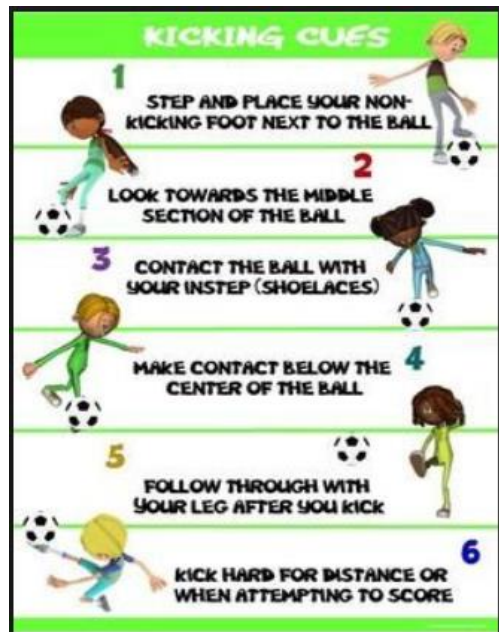 KICKING CUES
1
STEP AND PLACE YOUR NON-
KICKING FOOT NEXT TO THE BALL
2
LOOK TOWARDS THE MIDDLE
SECTION OF THE BALL
3
CONTACT THE BALL WITH
YOUR INSTEP (SHOELACES)
4
MAKE CONTACT BELOW THE
CENTER OF THE BALL
5
FOLLOW THROUGH WITH
YOUR LEG AFTER YOU KICK
6
KICK HARD FOR DISTANCE OR
WHEN ATTEMPTING TO SCORE